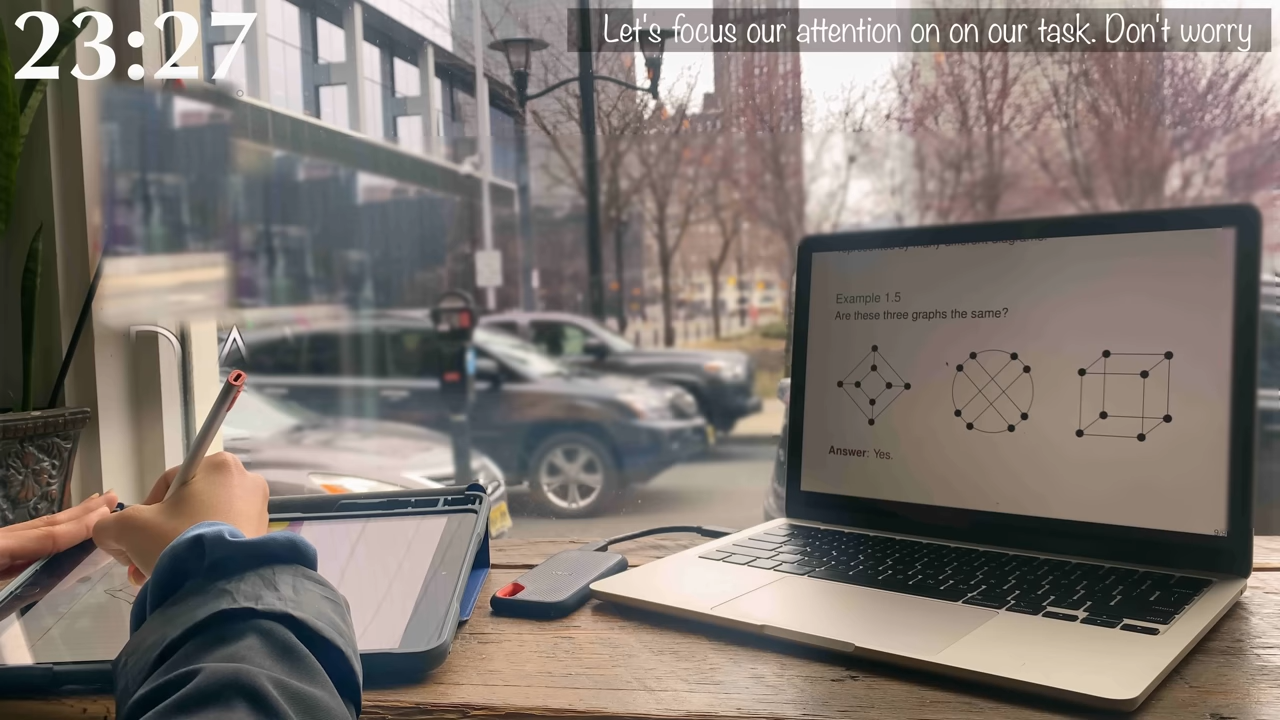 23:27
Let's focus our attention on on our task. Don't worry
Example 1.5
Are these three graphs the same?
Answer: Yes.